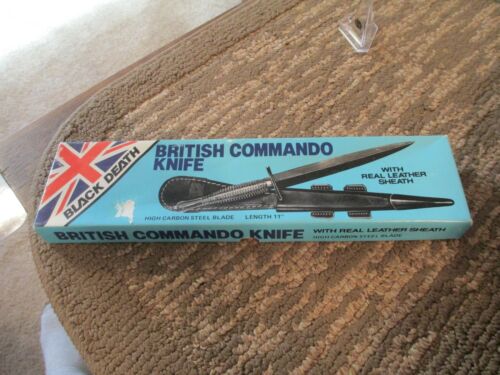 BLACK DEATH
BRITISH COMMANDO
KNIFE
WITH
REAL LEATHER
SHEATH
HIGH CARBON STEEL BLADE LENGTH 11"
BRITISH COMMANDO KNIFE
WITH REAL LEATHER SHEATH
HIGH CARBON STEEL BLADE